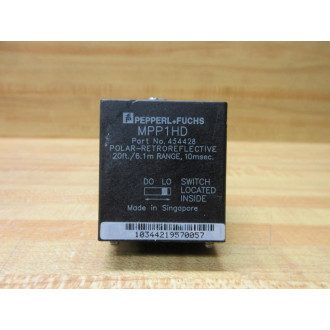 PEPPERL+FUCHS
MPP1HD
Part No. 454428
POLAR-RETROREFLECTIVE
20ft./6.1m RANGE, 10msec.
DO LO SWITCH
LOCATED
INSIDE
Made in Singapore
10344219570057